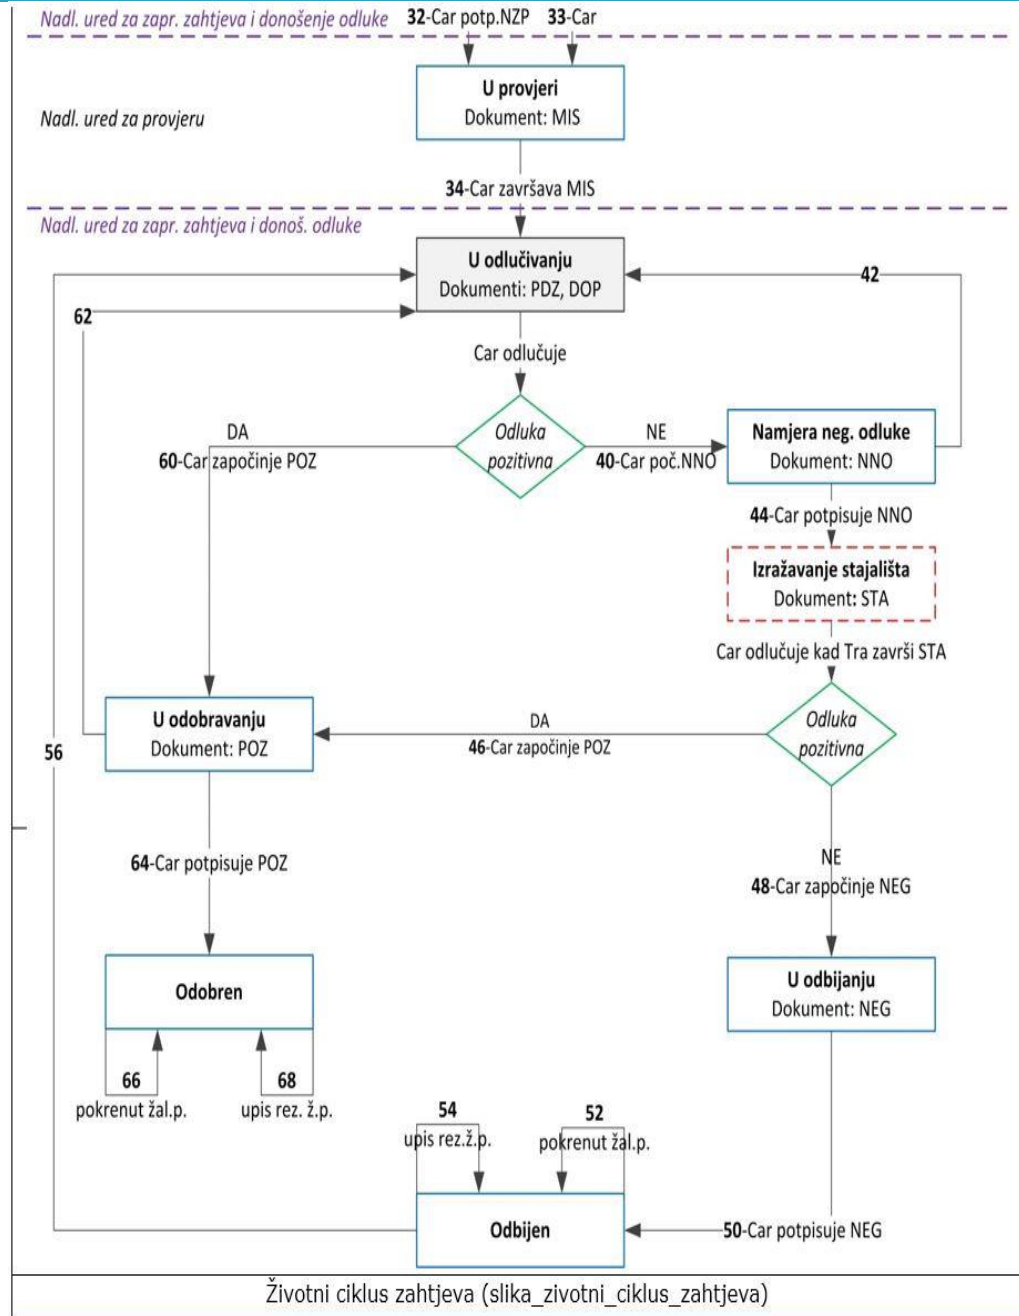 Nadl. ured za zapr. zahtjeva i donošenje odluke
32-Car potp.NZP
33-Car
U provjeri
Dokument: MIS
Nadl. ured za provjeru
34-Car završava MIS
Nadl. ured za zapr. zahtjeva i donoš. odluke
U odlučivanju
Dokumenti: PDZ, DOP
42
62
Car odlučuje
Odluka
pozitivna
DA
60-Car započinje POZ
NE
40-Car poč.NNO
Namjera neg. odluke
Dokument: NNO
44-Car potpisuje NNO
Izražavanje stajališta
Dokument: STA
Car odlučuje kad Tra završi STA
Odluka
pozitivna
DA
46-Car započinje POZ
U odobravanju
Dokument: POZ
56
64-Car potpisuje POZ
NE
48-Car započinje NEG
Odobren
U odbijanju
Dokument: NEG
66
pokrenut žal.p.
68
upis rez. ž.p.
54
upis rez.ž.p.
52
pokrenut žal.p.
Odbijen
50-Car potpisuje NEG
Životni ciklus zahtjeva (slika_zivotni_ciklus_zahtjeva)